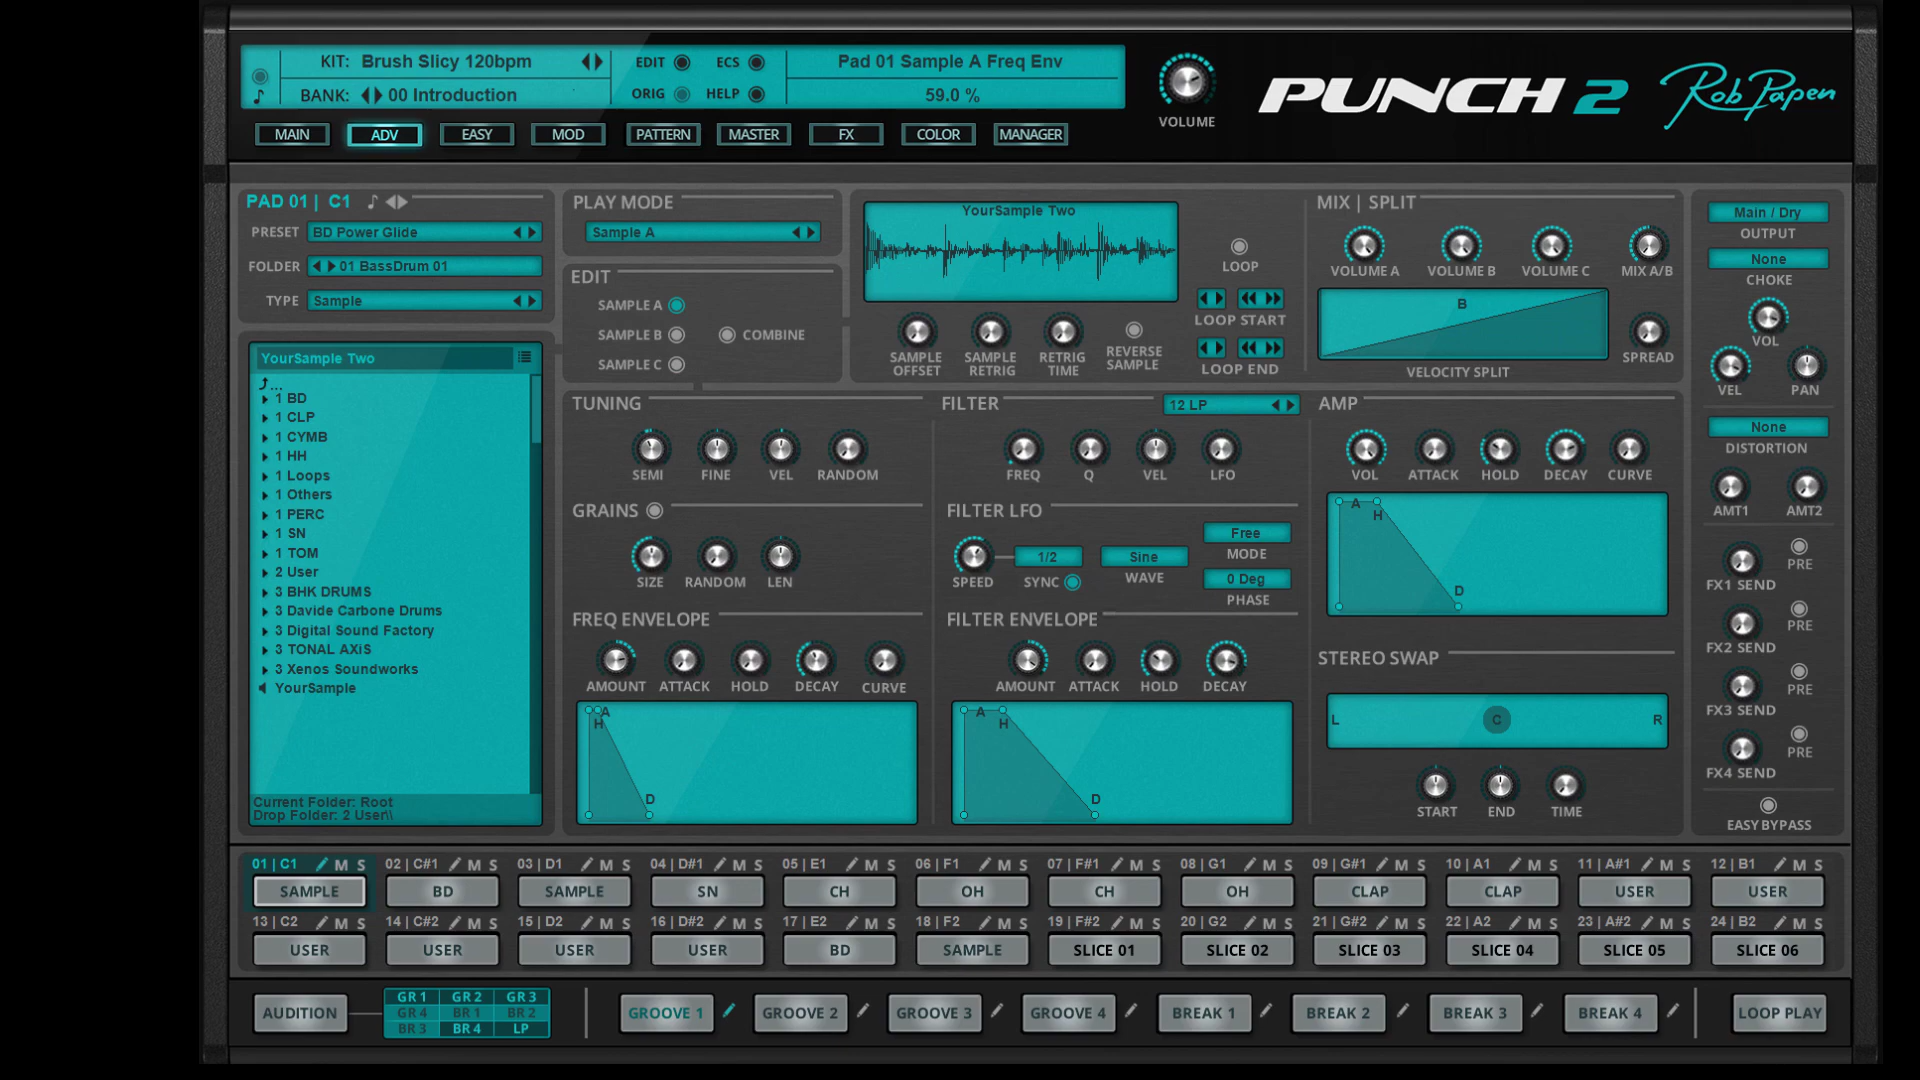 KIT: Brush Slicy 120bpm
EDIT
ECS
Pad 01 Sample A Freq Env
BANK: 00 Introduction
ORIG
HELP
59.0 %
VOLUME
PUNCH 2
Rob Papen
MAIN
ADV
EASY
MOD
PATTERN
MASTER
FX
COLOR
MANAGER
PAD 01 | C1
PRESET BD Power Glide
FOLDER 01 BassDrum 01
TYPE Sample
PLAY MODE
Sample A
EDIT
SAMPLE A
SAMPLE B
COMBINE
SAMPLE C
YourSample Two
SAMPLE OFFSET
SAMPLE RETRIG
RETRIG TIME
REVERSE SAMPLE
LOOP
LOOP START
LOOP END
MIX | SPLIT
VOLUME A
VOLUME B
VOLUME C
MIX A/B
B
SPREAD
VELOCITY SPLIT
Main / Dry
OUTPUT
None
CHOKE
VOL
VEL
PAN
None
DISTORTION
AMT1
AMT2
FX1 SEND
PRE
FX2 SEND
PRE
FX3 SEND
PRE
FX4 SEND
PRE
EASY BYPASS
YourSample Two
...
1 BD
1 CLP
1 CYMB
1 HH
1 Loops
1 Others
1 PERC
1 SN
1 TOM
2 User
3 BHK DRUMS
3 Davide Carbone Drums
3 Digital Sound Factory
3 TONAL AXiS
3 Xenos Soundworks
YourSample
Current Folder: Root
Drop Folder: 2 User\\
TUNING
SEMI
FINE
VEL
RANDOM
GRAINS
SIZE
RANDOM
LEN
FREQ ENVELOPE
AMOUNT
ATTACK
HOLD
DECAY
CURVE
A
H
D
FILTER
12 LP
FREQ
Q
VEL
LFO
FILTER LFO
SPEED
1/2
SYNC
Sine
WAVE
Free
MODE
0 Deg
PHASE
FILTER ENVELOPE
AMOUNT
ATTACK
HOLD
DECAY
A
H
D
AMP
VOL
ATTACK
HOLD
DECAY
CURVE
A
H
D
STEREO SWAP
L
C
R
START
END
TIME
01 | C1 M S
02 | C#1 M S
03 | D1 M S
04 | D#1 M S
05 | E1 M S
06 | F1 M S
07 | F#1 M S
08 | G1 M S
09 | G#1 M S
10 | A1 M S
11 | A#1 M S
12 | B1 M S
SAMPLE
BD
SAMPLE
SN
CH
OH
CH
OH
CLAP
CLAP
USER
USER
13 | C2 M S
14 | C#2 M S
15 | D2 M S
16 | D#2 M S
17 | E2 M S
18 | F2 M S
19 | F#2 M S
20 | G2 M S
21 | G#2 M S
22 | A2 M S
23 | A#2 M S
24 | B2 M S
USER
USER
USER
USER
BD
SAMPLE
SLICE 01
SLICE 02
SLICE 03
SLICE 04
SLICE 05
SLICE 06
AUDITION
GR 1 GR 2 GR 3
GR 4 BR 1 BR 2
BR 3 BR 4 LP
GROOVE 1
GROOVE 2
GROOVE 3
GROOVE 4
BREAK 1
BREAK 2
BREAK 3
BREAK 4
LOOP PLAY